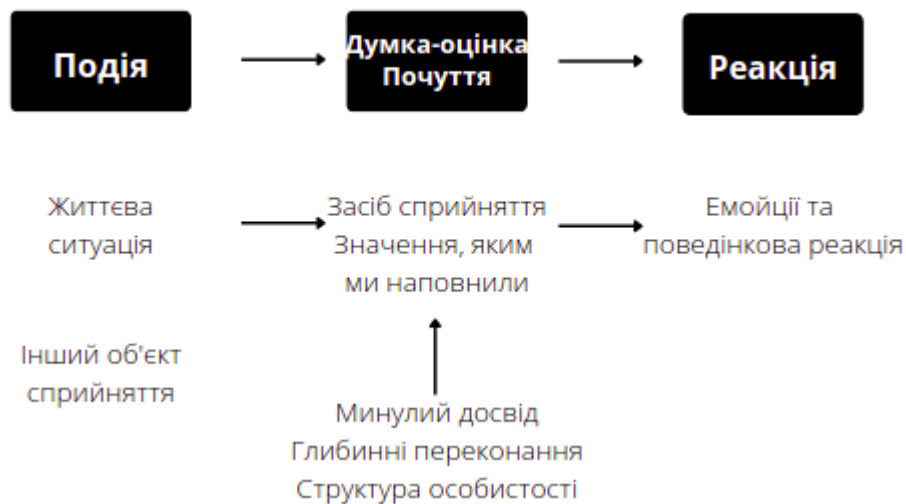 Подія
Думка-оцінка
Почуття
Реакція
Життєва
ситуація
Засіб сприйняття
Значення, яким
ми наповнили
Емойції та
поведінкова реакція
Інший об'єкт
сприйняття
Минулий досвід
Глибинні переконання
Структура особистості